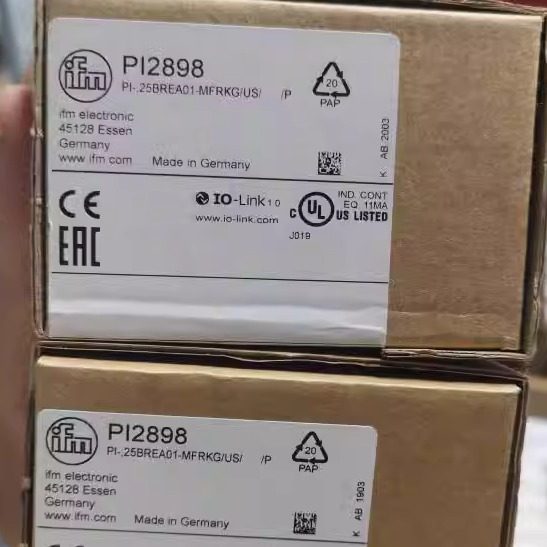 ifm
PI2898
PI-,25BREA01-MFRKG/US/ /P
20
PAP
ifm electronic
45128 Essen
Germany
www.ifm.com Made in Germany
K AB 2003
CE
EAC
IO-Link 1.0
www.io-link.com
C UL US LISTED
IND. CONT
EQ. 11MA
J019
ifm
PI2898
PI-,25BREA01-MFRKG/US/ /P
20
PAP
ifm electronic
45128 Essen
Germany
www.ifm.com Made in Germany
K AB 1903